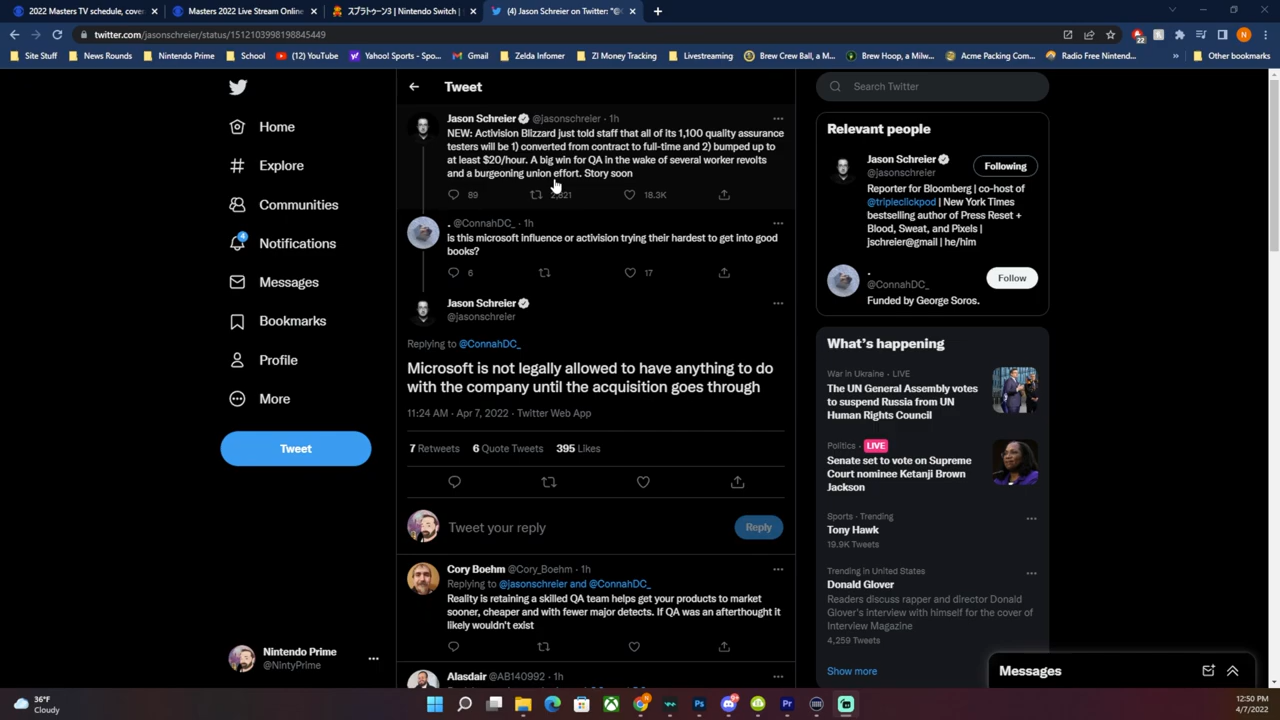 2022 Masters TV schedule, cove
Masters 2022 Live Stream Online
スプラトゥーン3 | Nintendo Switch |
(4) Jason Schreier on Twitter: "@
twitter.com/jasonschreier/status/1512103998198845449
22
N
Site Stuff
News Rounds
Nintendo Prime
School
(12) YouTube
Yahoo! Sports - Spo...
Gmail
Zelda Infomer
ZI Money Tracking
Livestreaming
Brew Crew Ball, a M...
Brew Hoop, a Milw...
Acme Packing Com...
Radio Free Nintend...
Other bookmarks
Home
Explore
Communities
4
Notifications
Messages
Bookmarks
Profile
More
Tweet
Nintendo Prime
@NintyPrime
Tweet
Jason Schreier @jasonschreier · 1h
NEW: Activision Blizzard just told staff that all of its 1,100 quality assurance
testers will be 1) converted from contract to full-time and 2) bumped up to
at least $20/hour. A big win for QA in the wake of several worker revolts
and a burgeoning union effort. Story soon
89
18.3K
. @ConnahDC_ · 1h
Is this microsoft influence or activision trying their hardest to get into good
books?
6
17
Jason Schreier
@jasonschreier
Replying to @ConnahDC_
Microsoft is not legally allowed to have anything to do
with the company until the acquisition goes through
11:24 AM · Apr 7, 2022 · Twitter Web App
7 Retweets 6 Quote Tweets 395 Likes
Tweet your reply
Reply
Cory Boehm @Cory_Boehm · 1h
Replying to @jasonschreier and @ConnahDC_
Reality is retaining a skilled QA team helps get your products to market
sooner, cheaper and with fewer major detects. If QA was an afterthought it
likely wouldn't exist
Alasdair @AB140992 · 1h
Search Twitter
Relevant people
Jason Schreier
@jasonschreier
Following
Reporter for Bloomberg | co-host of
@tripleclickpod | New York Times
bestselling author of Press Reset +
Blood, Sweat, and Pixels |
jschreier@gmail | he/him
.
@ConnahDC_
Follow
Funded by George Soros.
What's happening
War in Ukraine · LIVE
The UN General Assembly votes
to suspend Russia from UN
Human Rights Council
Politics · LIVE
Senate set to vote on Supreme
Court nominee Ketanji Brown
Jackson
Sports · Trending
Tony Hawk
19.9K Tweets
Trending in United States
Donald Glover
Readers discuss rapper and director Donald
Glover's interview with himself for the cover of
Interview Magazine
4,259 Tweets
Show more
Messages
36°F
Cloudy
12:50 PM
4/7/2022